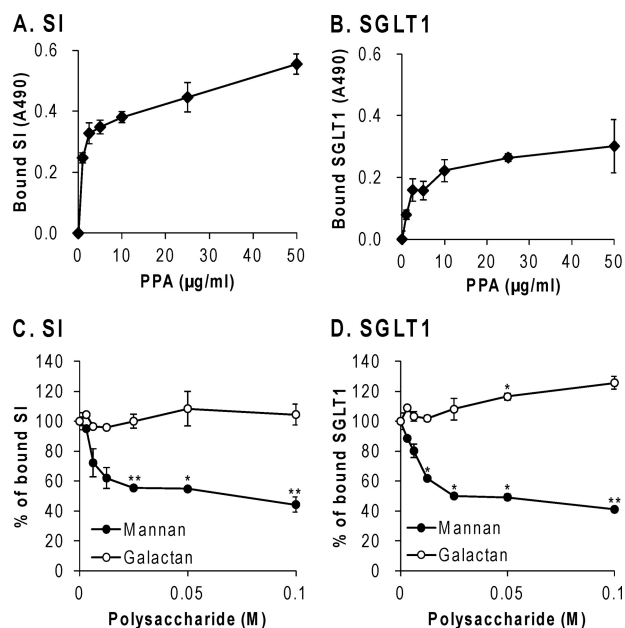 A. SI
B. SGLT1
Bound SI (A490)
0.6
0.4
0.2
0.0
0 10 20 30 40 50
PPA (µg/ml)
Bound SGLT1 (A490)
0.6
0.4
0.2
0.0
0 10 20 30 40 50
PPA (µg/ml)
C. SI
D. SGLT1
% of bound SI
140
120
100
80
60
40
20
0
** * **
Mannan
Galactan
0 0.05 0.1
Polysaccharide (M)
% of bound SGLT1
140
120
100
80
60
40
20
0
*
* * * **
Mannan
Galactan
0 0.05 0.1
Polysaccharide (M)